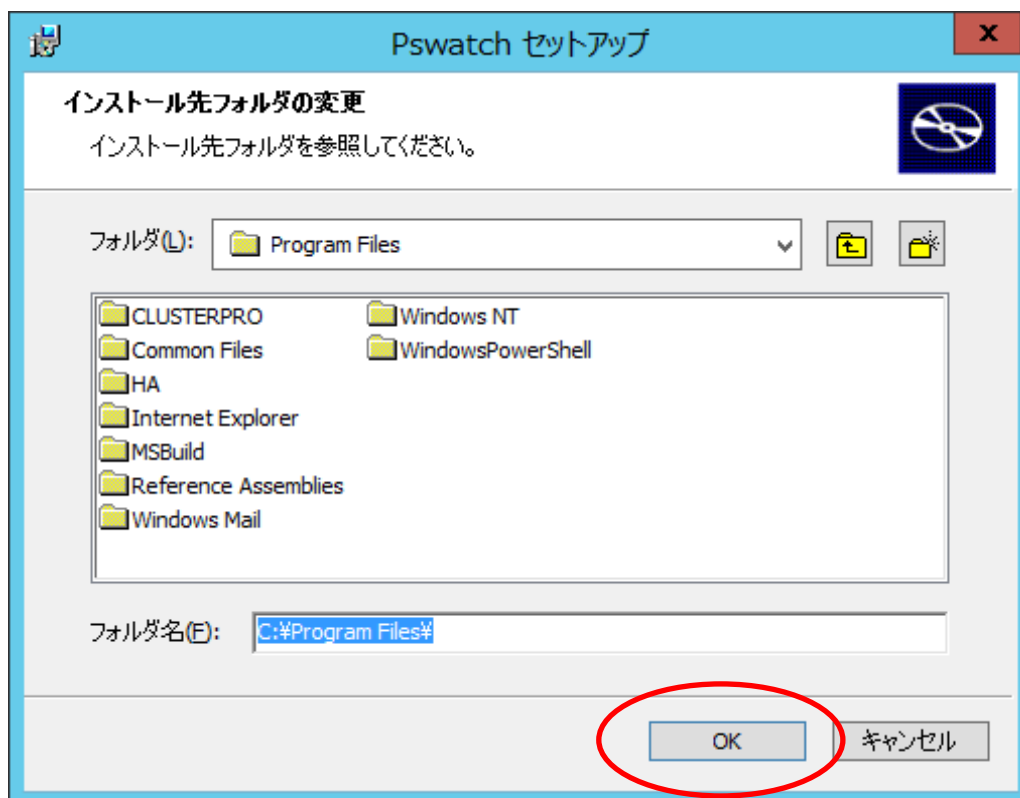 Pswatch セットアップ
x
インストール先フォルダの変更
インストール先フォルダを参照してください。
フォルダ(L):
Program Files
CLUSTERPRO
Common Files
HA
Internet Explorer
MSBuild
Reference Assemblies
Windows Mail
Windows NT
WindowsPowerShell
フォルダ名(F):
C:¥Program Files¥
OK
キャンセル